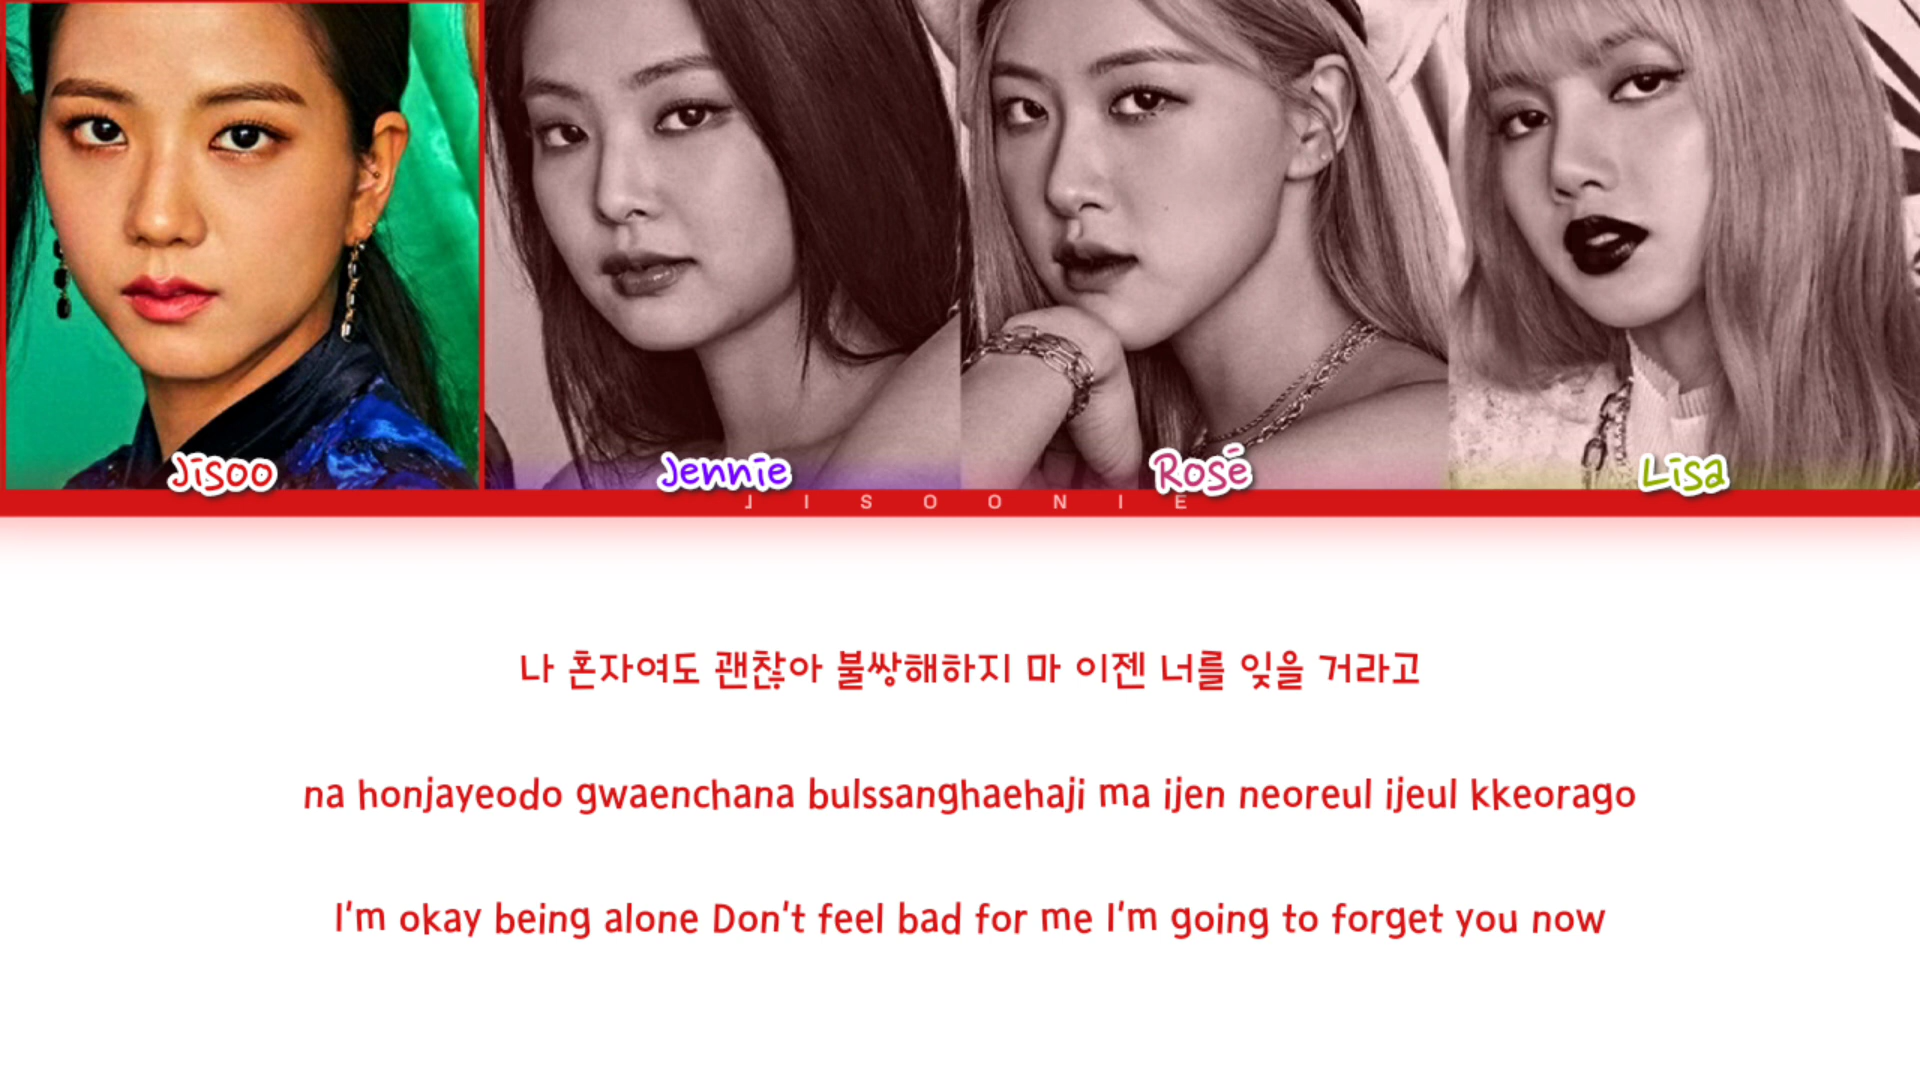 Jisoo Jennie Rosé Lisa
JISOONIE
나 혼자여도 괜찮아 불쌍해하지 마 이젠 너를 잊을 거라고
na honjayeodo gwaenchana bulssanghaehaji ma ijen neoreul ijeul kkeorago
I'm okay being alone Don't feel bad for me I'm going to forget you now